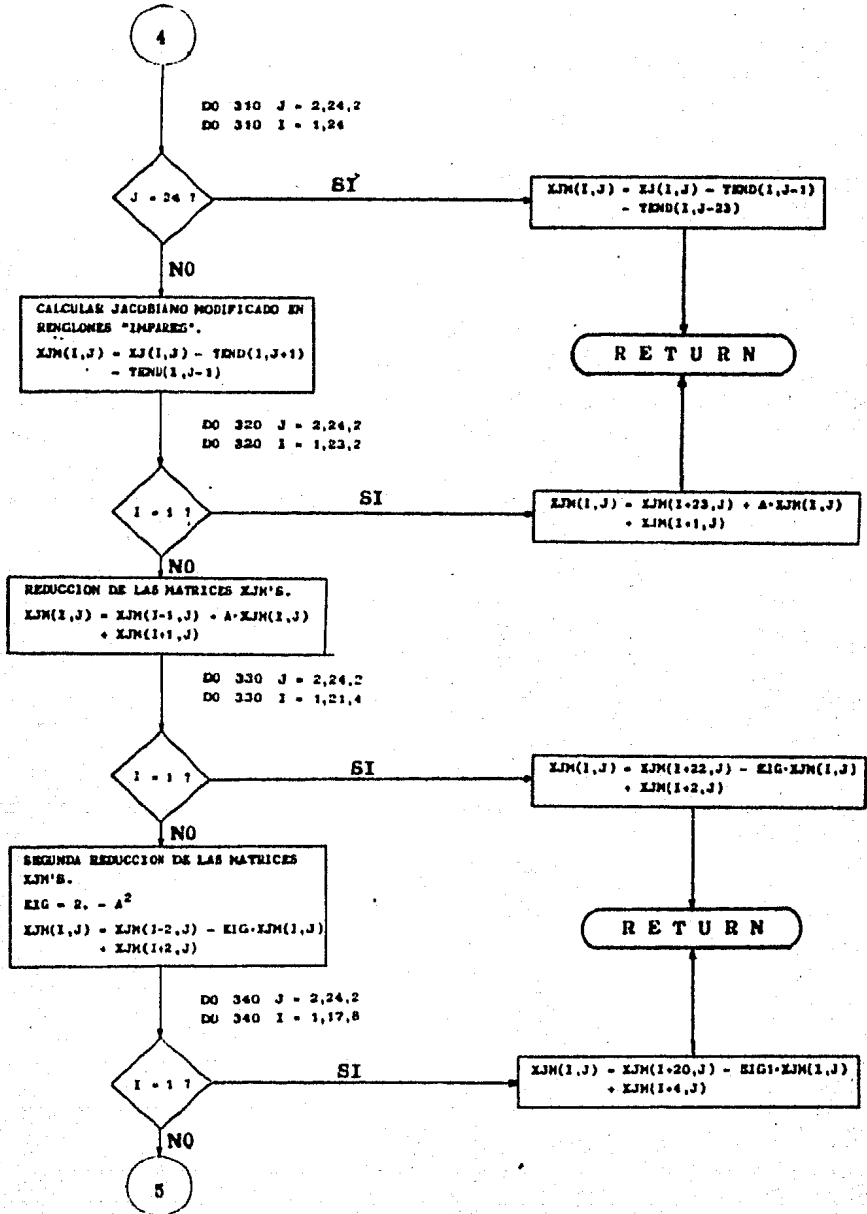 4
DO 310 J = 2,24,2
DO 310 I = 1,24
J = 24 ?
SI
XJM(I,J) = XJ(I,J) - TEND(I,J-1)
- TEND(I,J-23)
NO
CALCULAR JACOBIANO MODIFICADO EN
RENGLONES "IMPARES".
XJM(I,J) = XJ(I,J) - TEND(I,J+1)
- TEND(I,J-1)
RETURN
DO 320 J = 2,24,2
DO 320 I = 1,23,2
I = 1 ?
SI
XJM(I,J) = XJM(I+23,J) + A·XJM(I,J)
+ XJM(I+1,J)
NO
REDUCCION DE LAS MATRICES XJM'S.
XJM(I,J) = XJM(I-1,J) + A·XJM(I,J)
+ XJM(I+1,J)
DO 330 J = 2,24,2
DO 330 I = 1,21,4
I = 1 ?
SI
XJM(I,J) = XJM(I+22,J) - EIG·XJM(I,J)
+ XJM(I+2,J)
NO
SEGUNDA REDUCCION DE LAS MATRICES
XJM'S.
EIG = 2. - A²
XJM(I,J) = XJM(I-2,J) - EIG·XJM(I,J)
+ XJM(I+2,J)
RETURN
DO 340 J = 2,24,2
DO 340 I = 1,17,8
I = 1 ?
SI
XJM(I,J) = XJM(I+20,J) - EIG1·XJM(I,J)
+ XJM(I+4,J)
NO
5